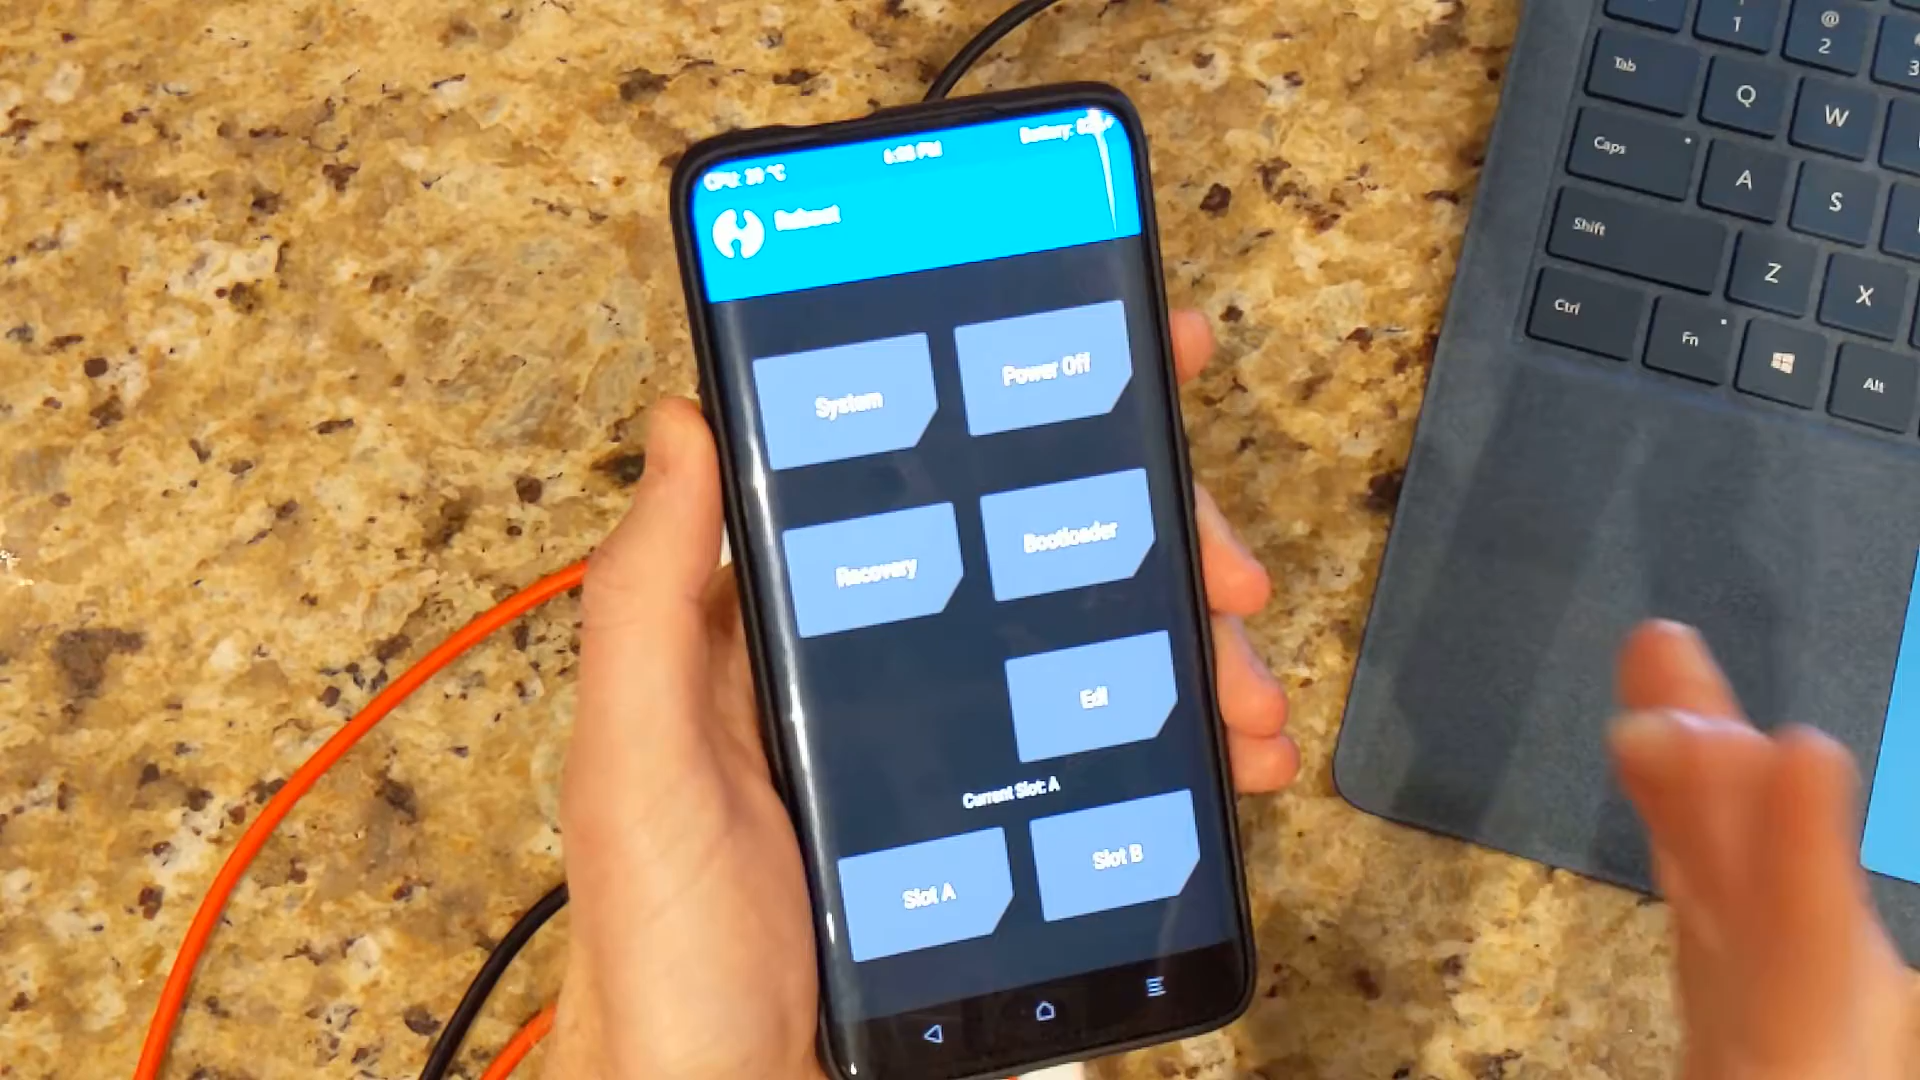 Reboot
System
Power Off
Recovery
Bootloader
Edl
Current Slot: A
Slot A
Slot B
1
@
2
3
Tab
Q
W
Caps
A
S
Shift
Z
X
Ctrl
Fn
Alt